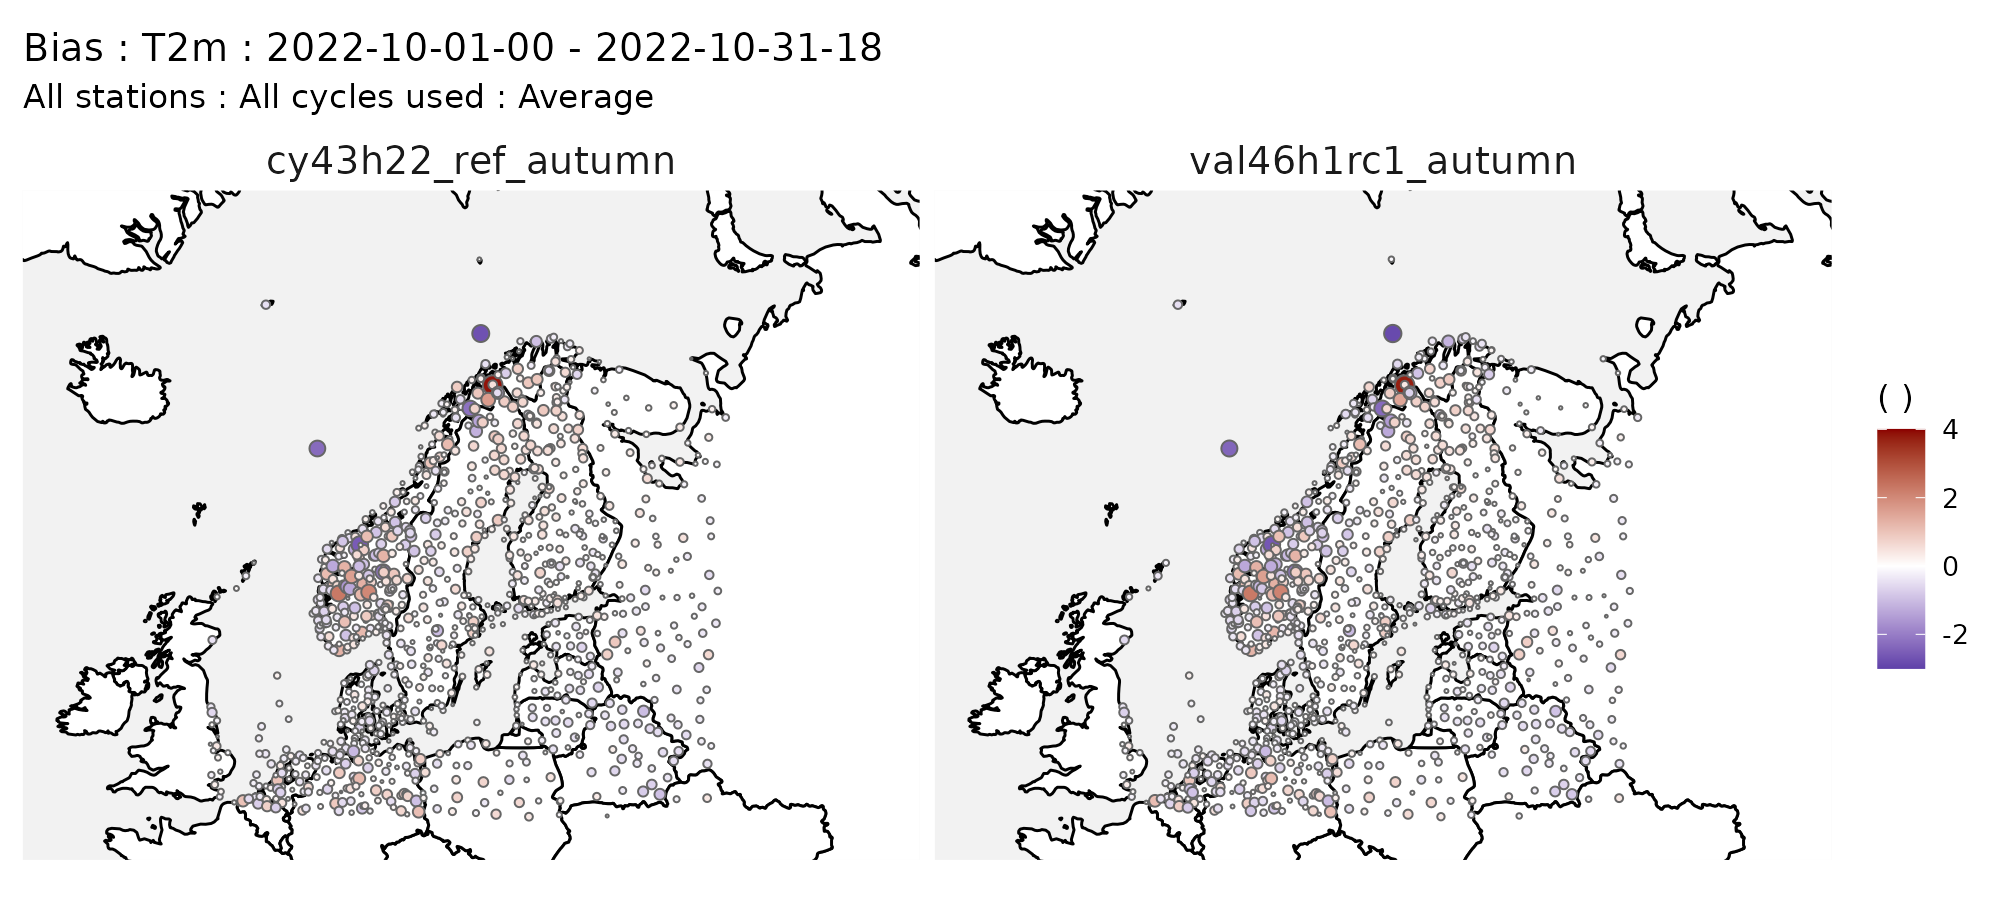 Bias : T2m : 2022-10-01-00 - 2022-10-31-18
All stations : All cycles used : Average
cy43h22_ref_autumn
val46h1rc1_autumn
( )
4
2
0
-2